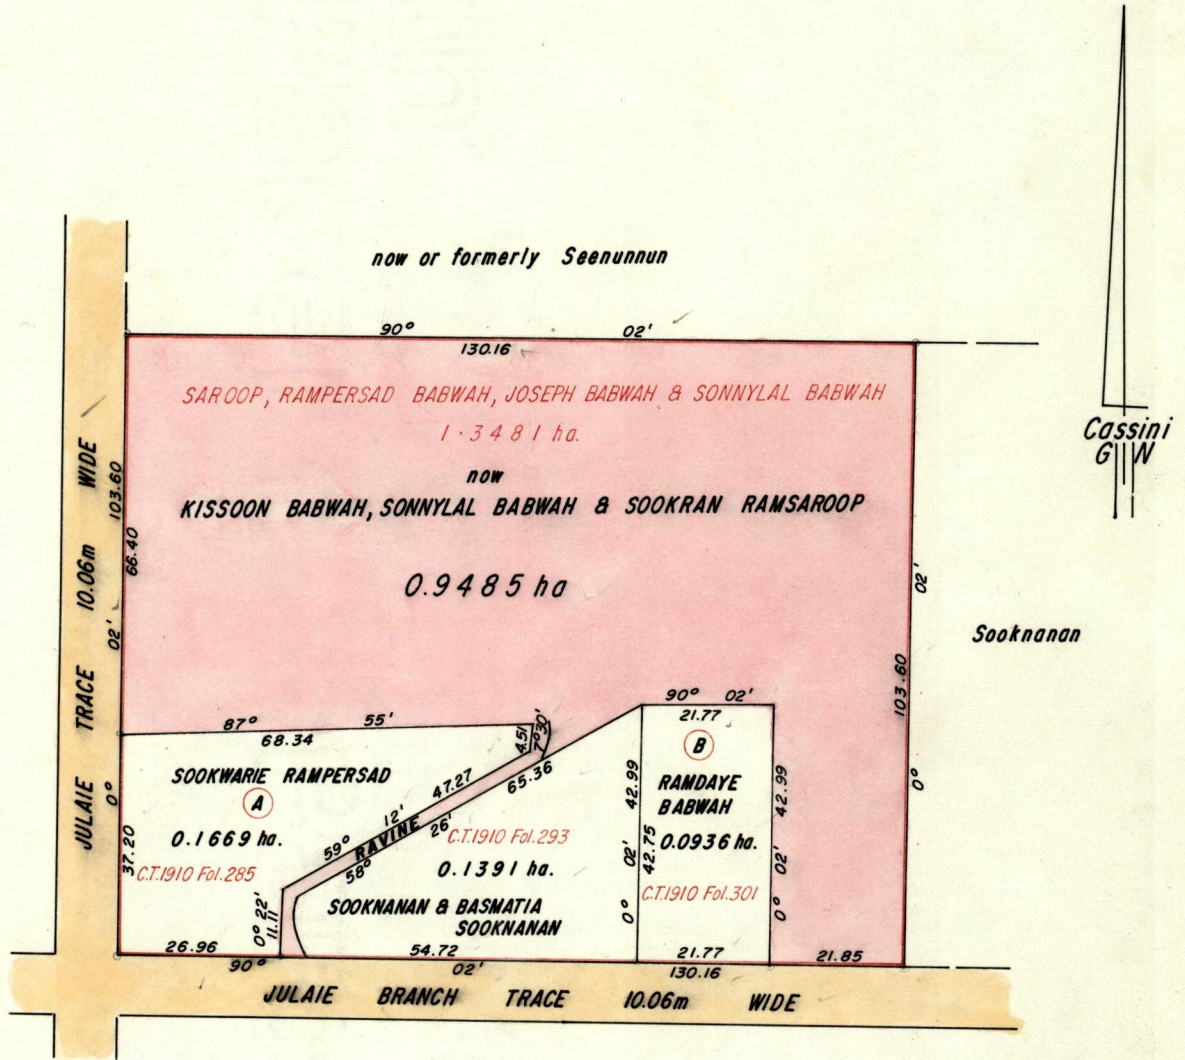 now or formerly Seenunnun
90° 02'
130.16
SAROOP, RAMPERSAD BABWAH, JOSEPH BABWAH & SONNYLAL BABWAH
1·3481 ha.
now
KISSOON BABWAH, SONNYLAL BABWAH & SOOKRAN RAMSAROOP
0.9485 ha
Cassini
G N
JULAIE TRACE 10.06m WIDE
103.60
66.40
0° 02'
37.20
Sooknanan
0° 02'
103.60
87° 55'
68.34
4.51
7° 30'
SOOKWARIE RAMPERSAD
A
0.1669 ha.
C.T.1910 Fol.285
59° 12'
47.27
RAVINE
58° 26'
65.36
0° 22'
11.11
C.T.1910 Fol.293
0.1391 ha.
SOOKNANAN & BASMATIA
SOOKNANAN
90° 02'
21.77
B
RAMDAYE
BABWAH
0.0936 ha.
C.T.1910 Fol.301
42.99
0° 02'
42.75
42.99
0° 02'
26.96
54.72
21.77
21.85
90° 02'
130.16
JULAIE BRANCH TRACE 10.06m WIDE